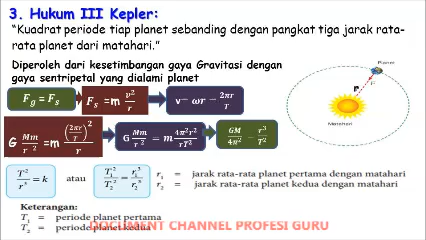 3. Hukum III Kepler:
“Kuadrat periode tiap planet sebanding dengan pangkat tiga jarak rata-
rata planet dari matahari.”
Diperoleh dari kesetimbangan gaya Gravitasi dengan
gaya sentripetal yang dialami planet
F_g = F_s
F_s = m v²/r
v = ωr = 2πr/T
G Mm/r² = m (2πr/T)²/r
G Mm/r² = m 4π²r²/rT²
GM/4π² = r³/T²
Planet
F
Matahari
T²/r³ = k atau T₁²/T₂² = r₁³/r₂³
r₁ = jarak rata-rata planet pertama dengan matahari
r₂ = jarak rata-rata planet kedua dengan matahari
Keterangan:
T₁ = periode planet pertama
T₂ = periode planet kedua
DOCUMENT CHANNEL PROFESI GURU